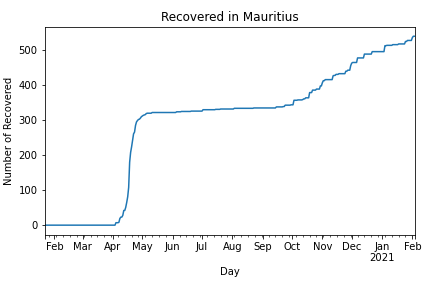 Recovered in Mauritius
Number of Recovered
500
400
300
200
100
0
Feb Mar Apr May Jun Jul Aug Sep Oct Nov Dec Jan Feb
2021
Day